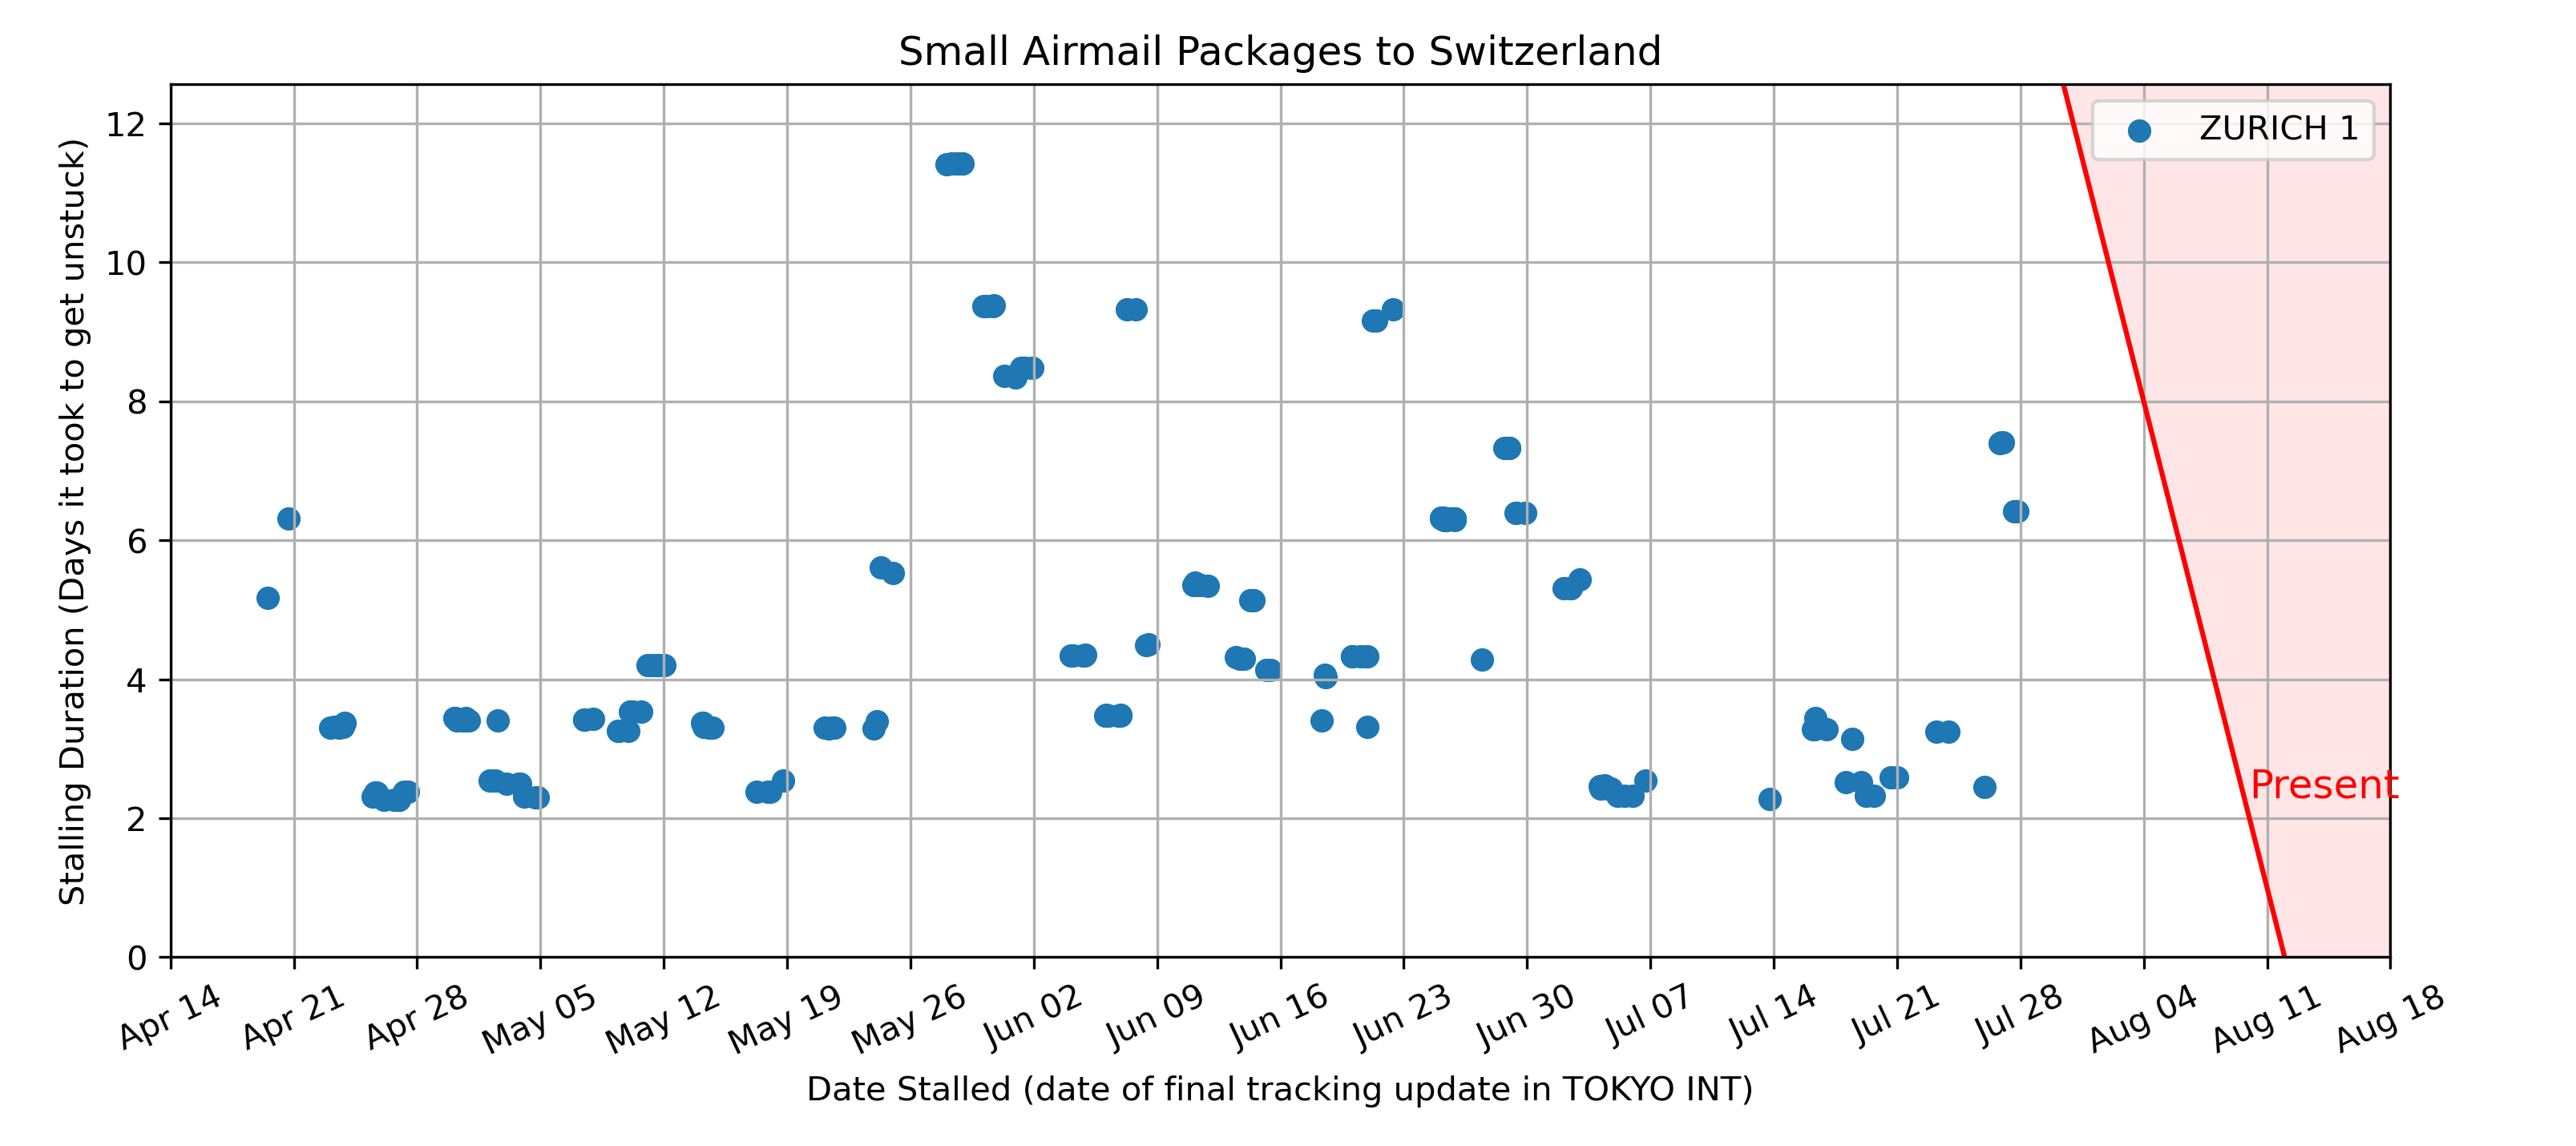 Small Airmail Packages to Switzerland
Stalling Duration (Days it took to get unstuck)
12
10
8
6
4
2
0
ZURICH 1
Present
Apr 14
Apr 21
Apr 28
May 05
May 12
May 19
May 26
Jun 02
Jun 09
Jun 16
Jun 23
Jun 30
Jul 07
Jul 14
Jul 21
Jul 28
Aug 04
Aug 11
Aug 18
Date Stalled (date of final tracking update in TOKYO INT)